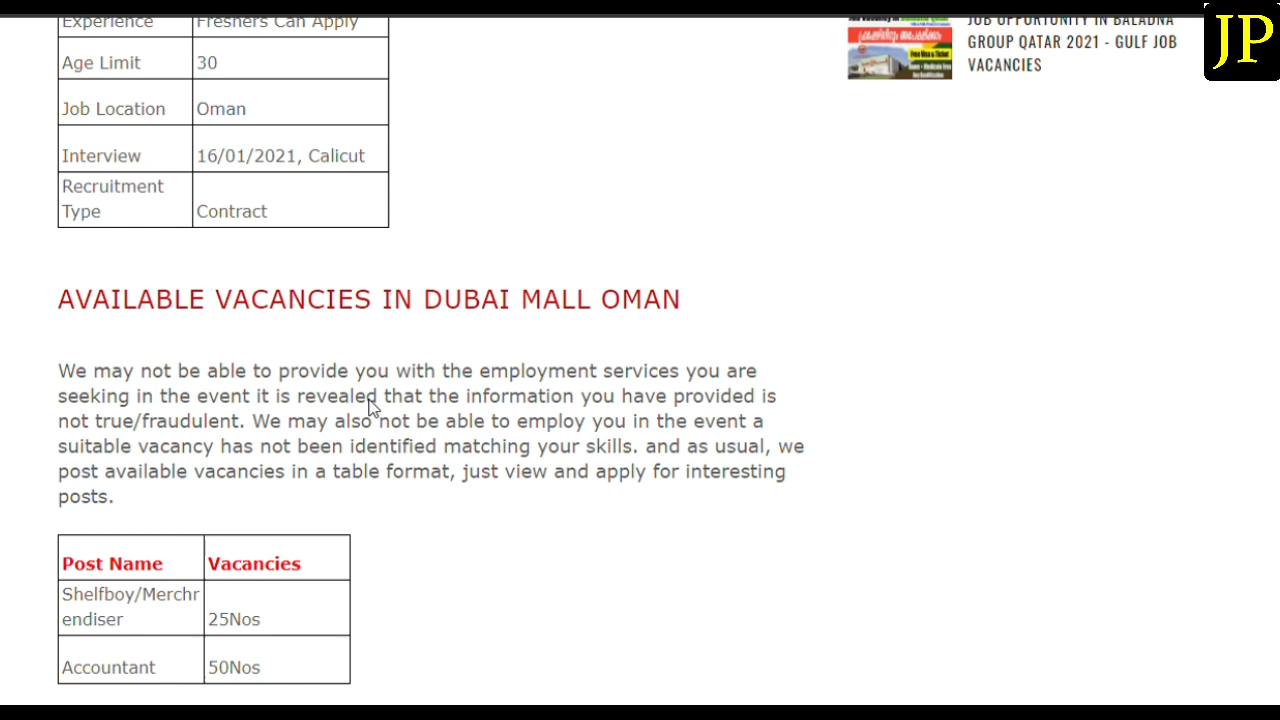 Experience Freshers Can Apply
Age Limit 30
Job Location Oman
Interview 16/01/2021, Calicut
Recruitment
Type Contract
AVAILABLE VACANCIES IN DUBAI MALL OMAN
We may not be able to provide you with the employment services you are
seeking in the event it is revealed that the information you have provided is
not true/fraudulent. We may also not be able to employ you in the event a
suitable vacancy has not been identified matching your skills. and as usual, we
post available vacancies in a table format, just view and apply for interesting
posts.
Post Name Vacancies
Shelfboy/Merchr
endiser 25Nos
Accountant 50Nos
JOB OPPORTUNITY IN BALADNA
GROUP QATAR 2021 - GULF JOB
VACANCIES
Free Visa & Ticket
JP